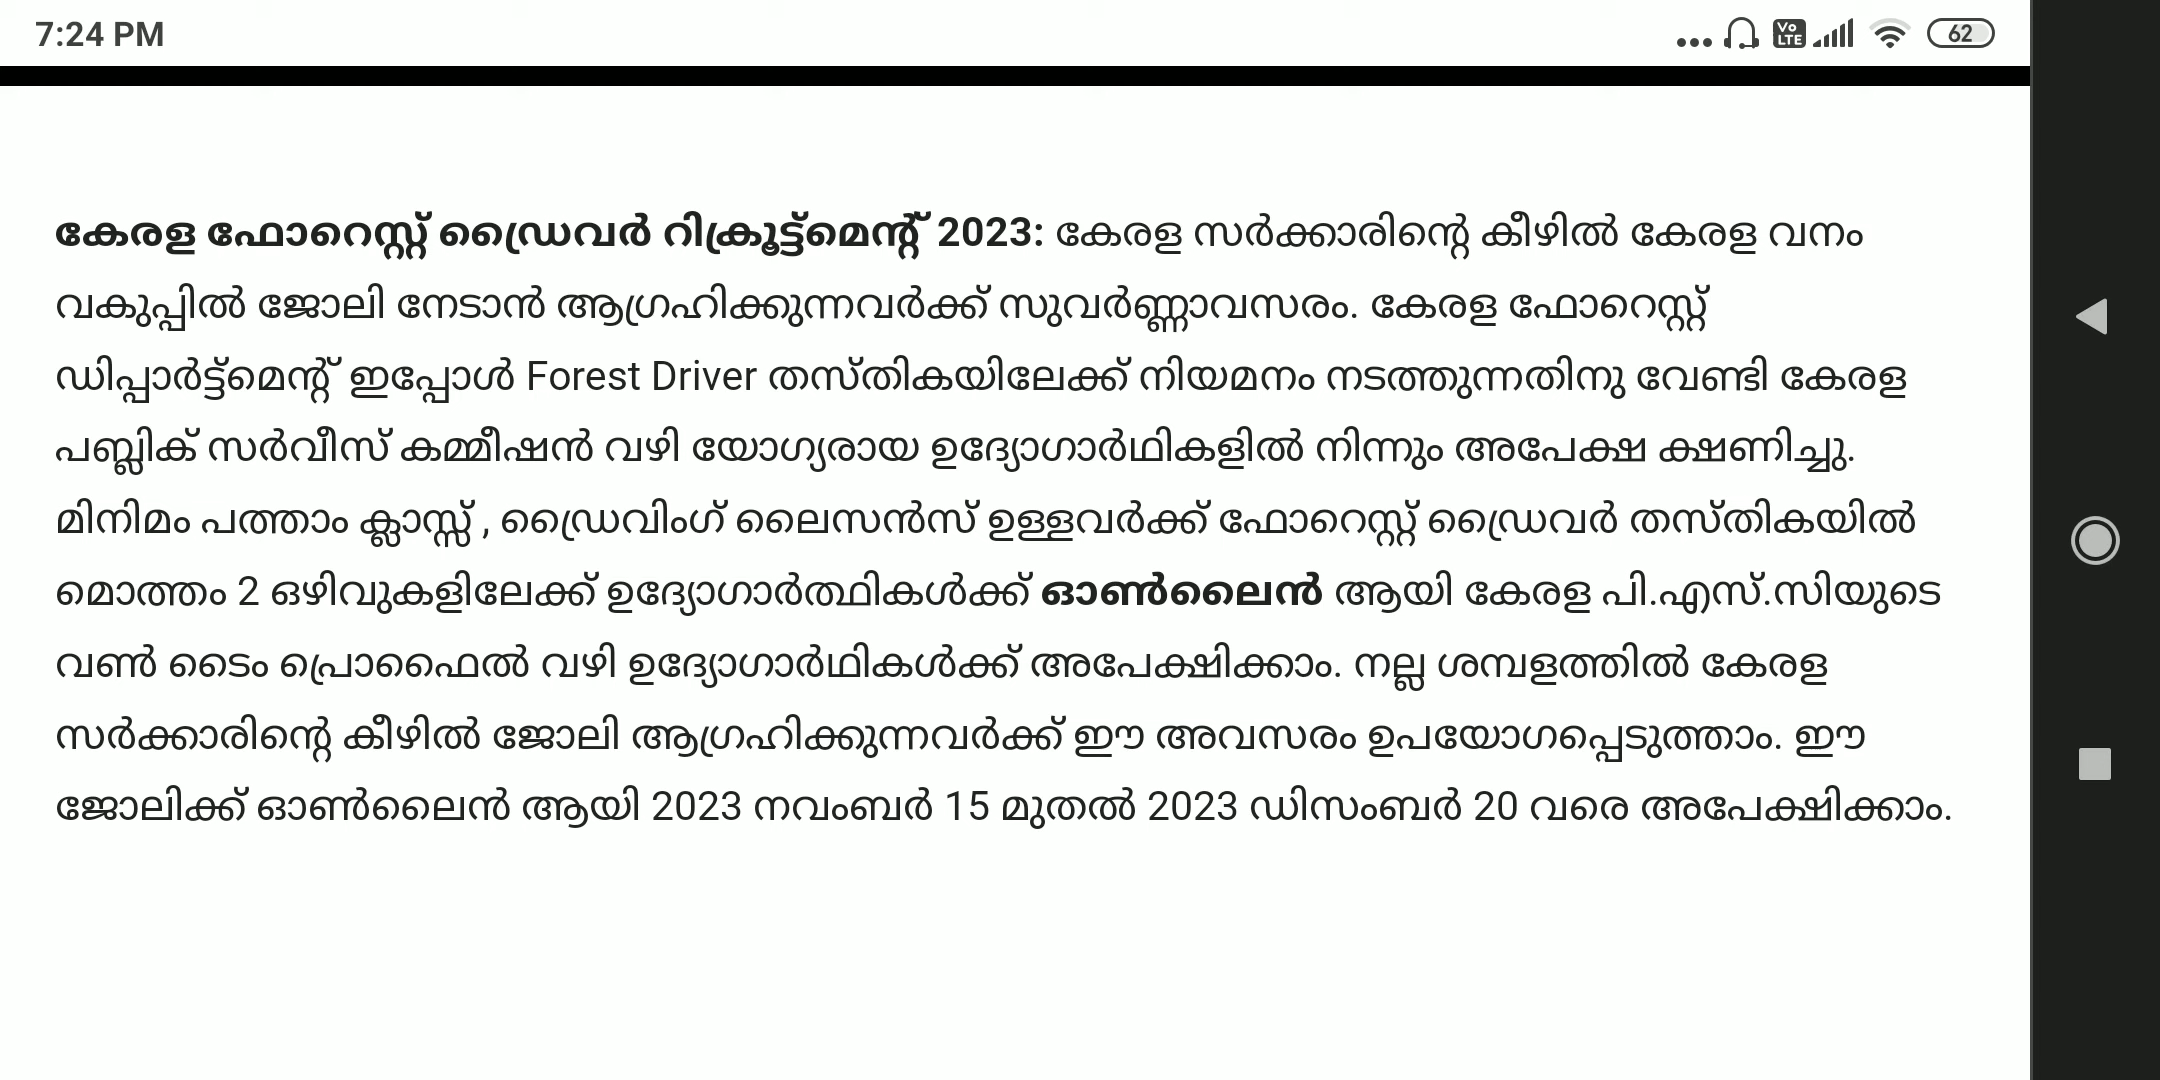 7:24 PM
Vo LTE
62
കേരള ഫോറെസ്റ്റ് ഡ്രൈവർ റിക്രൂട്ട്മെന്റ് 2023: കേരള സർക്കാരിന്റെ കീഴിൽ കേരള വനം
വകുപ്പിൽ ജോലി നേടാൻ ആഗ്രഹിക്കുന്നവർക്ക് സുവർണ്ണാവസരം. കേരള ഫോറെസ്റ്റ്
ഡിപ്പാർട്ട്മെന്റ് ഇപ്പോൾ Forest Driver തസ്തികയിലേക്ക് നിയമനം നടത്തുന്നതിനു വേണ്ടി കേരള
പബ്ലിക് സർവീസ് കമ്മീഷൻ വഴി യോഗ്യരായ ഉദ്യോഗാർഥികളിൽ നിന്നും അപേക്ഷ ക്ഷണിച്ചു.
മിനിമം പത്താം ക്ലാസ്സ് , ഡ്രൈവിംഗ് ലൈസൻസ് ഉള്ളവർക്ക് ഫോറെസ്റ്റ് ഡ്രൈവർ തസ്തികയിൽ
മൊത്തം 2 ഒഴിവുകളിലേക്ക് ഉദ്യോഗാർത്ഥികൾക്ക് ഓൺലൈൻ ആയി കേരള പി.എസ്.സിയുടെ
വൺ ടൈം പ്രൊഫൈൽ വഴി ഉദ്യോഗാർഥികൾക്ക് അപേക്ഷിക്കാം. നല്ല ശമ്പളത്തിൽ കേരള
സർക്കാരിന്റെ കീഴിൽ ജോലി ആഗ്രഹിക്കുന്നവർക്ക് ഈ അവസരം ഉപയോഗപ്പെടുത്താം. ഈ
ജോലിക്ക് ഓൺലൈൻ ആയി 2023 നവംബർ 15 മുതൽ 2023 ഡിസംബർ 20 വരെ അപേക്ഷിക്കാം.